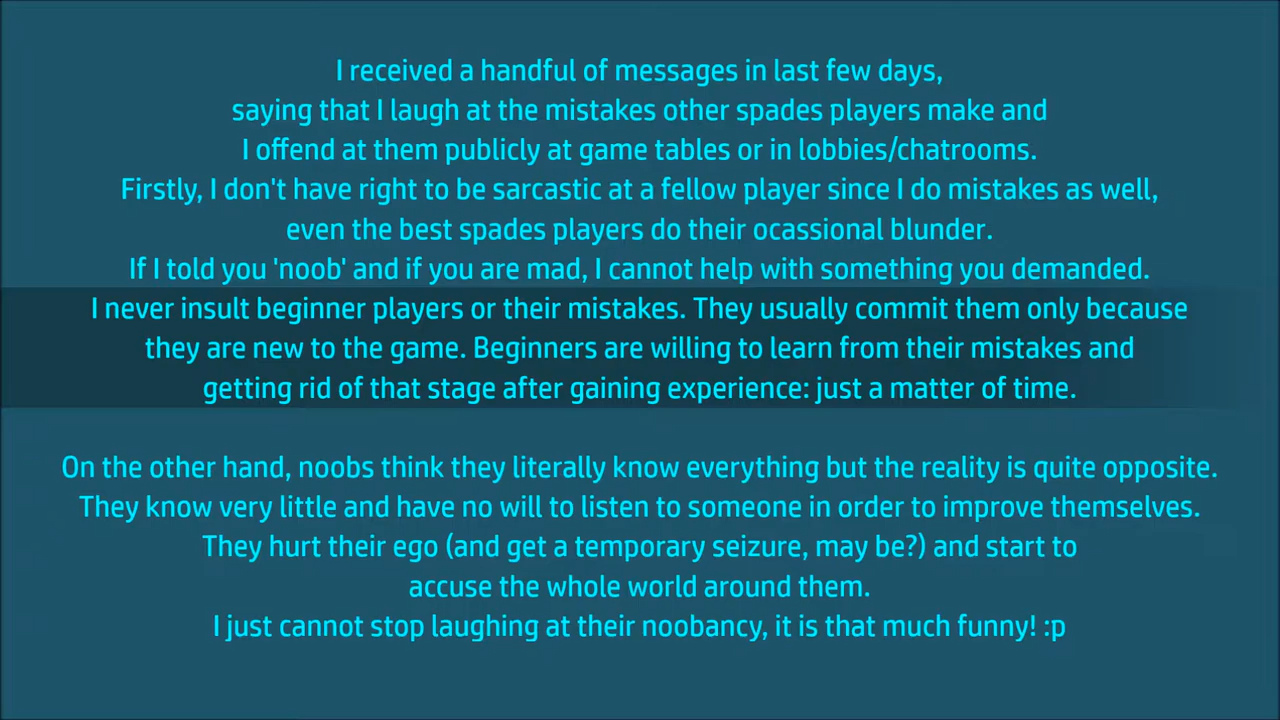 I received a handful of messages in last few days,
saying that I laugh at the mistakes other spades players make and
I offend at them publicly at game tables or in lobbies/chatrooms.
Firstly, I don't have right to be sarcastic at a fellow player since I do mistakes as well,
even the best spades players do their ocassional blunder.
If I told you 'noob' and if you are mad, I cannot help with something you demanded.
I never insult beginner players or their mistakes. They usually commit them only because
they are new to the game. Beginners are willing to learn from their mistakes and
getting rid of that stage after gaining experience: just a matter of time.
On the other hand, noobs think they literally know everything but the reality is quite opposite.
They know very little and have no will to listen to someone in order to improve themselves.
They hurt their ego (and get a temporary seizure, may be?) and start to
accuse the whole world around them.
I just cannot stop laughing at their noobancy, it is that much funny! :p